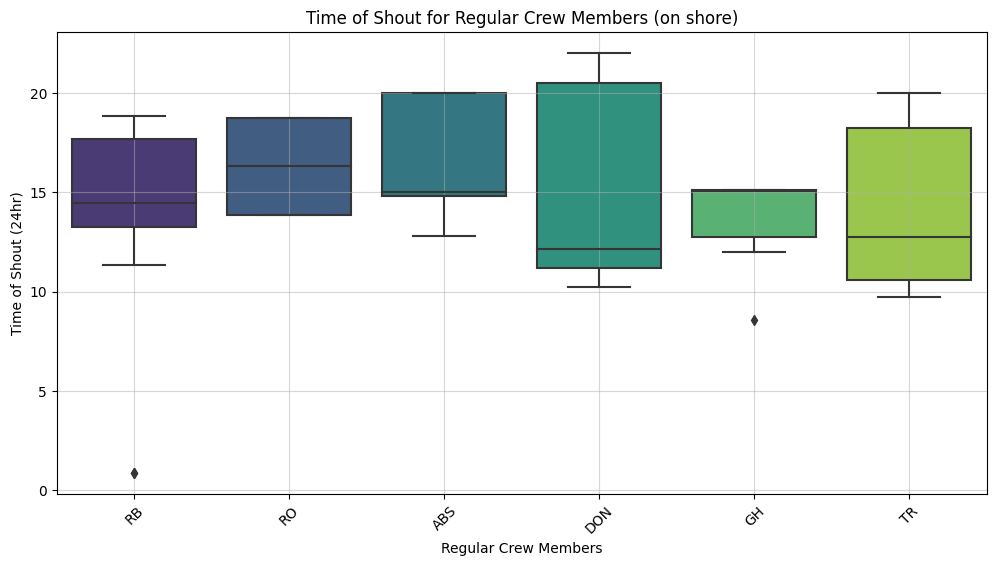 Time of Shout for Regular Crew Members (on shore)
Time of Shout (24hr)
20
15
10
5
0
RB
RO
ABS
DON
GH
TR
Regular Crew Members